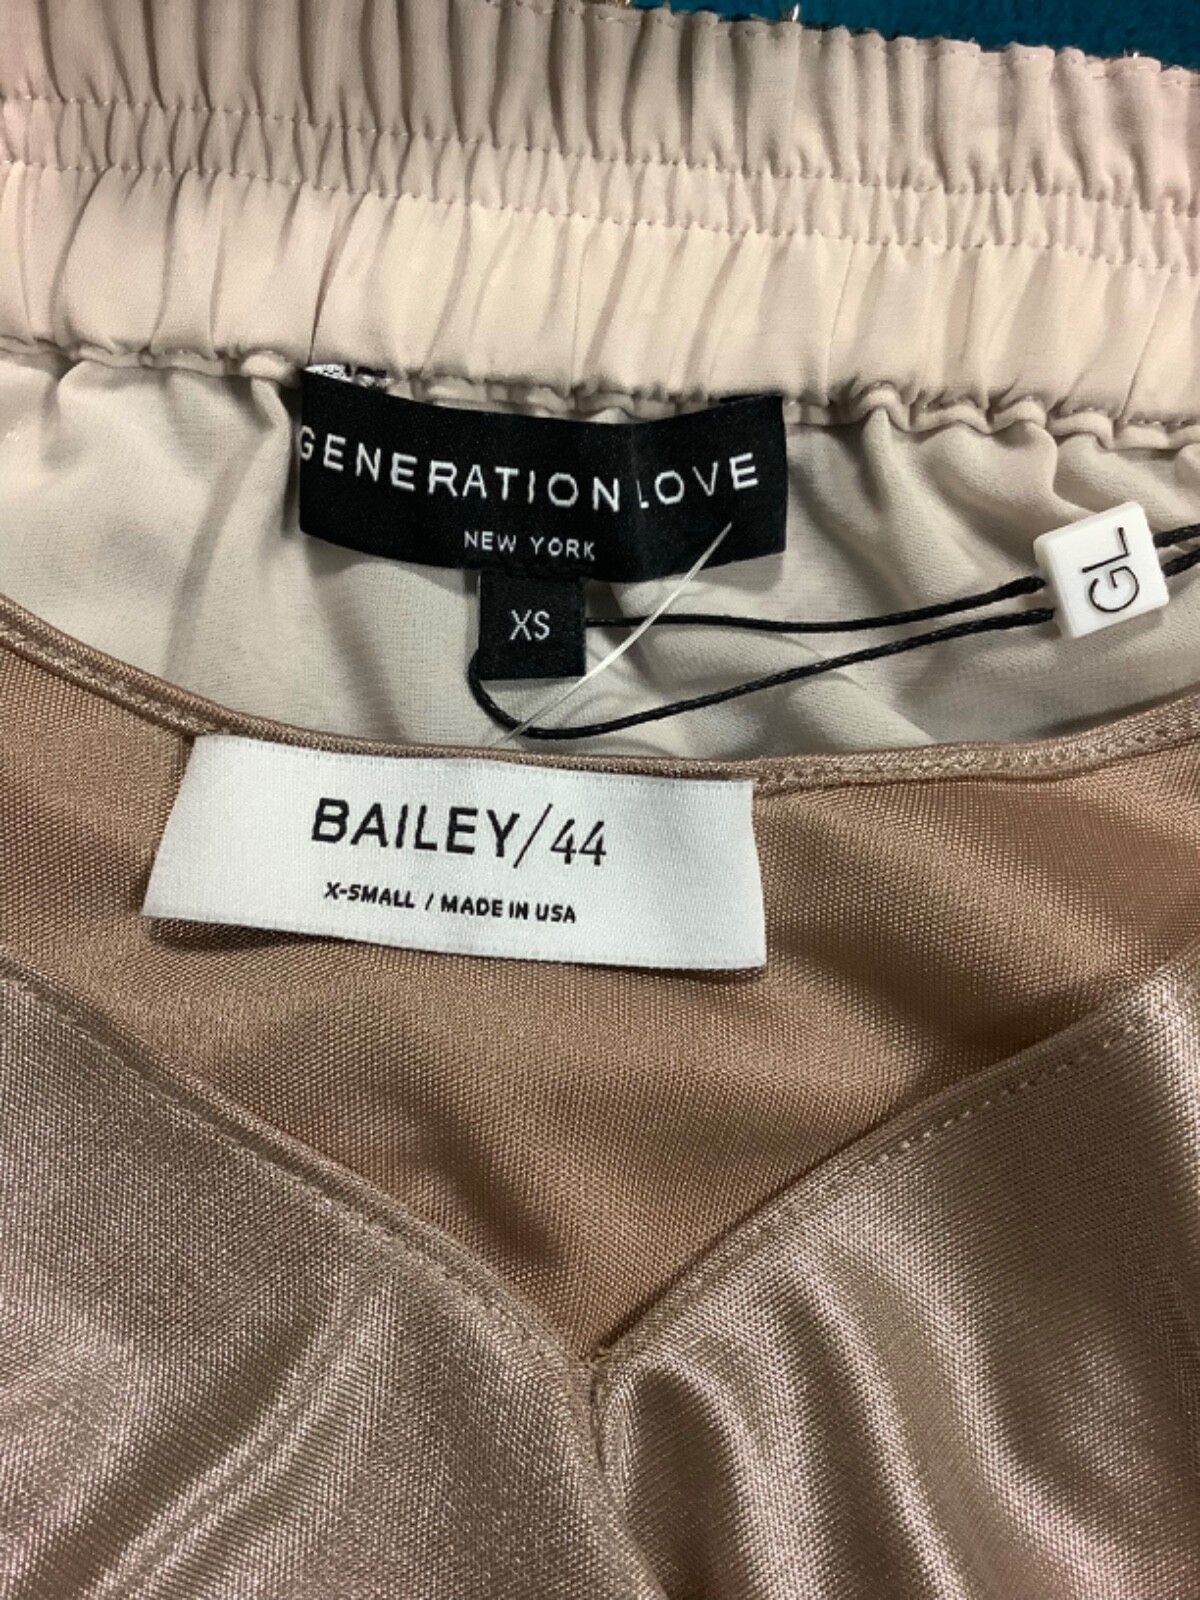 GENERATION LOVE
NEW YORK
XS
GL
BAILEY/44
X-SMALL / MADE IN USA